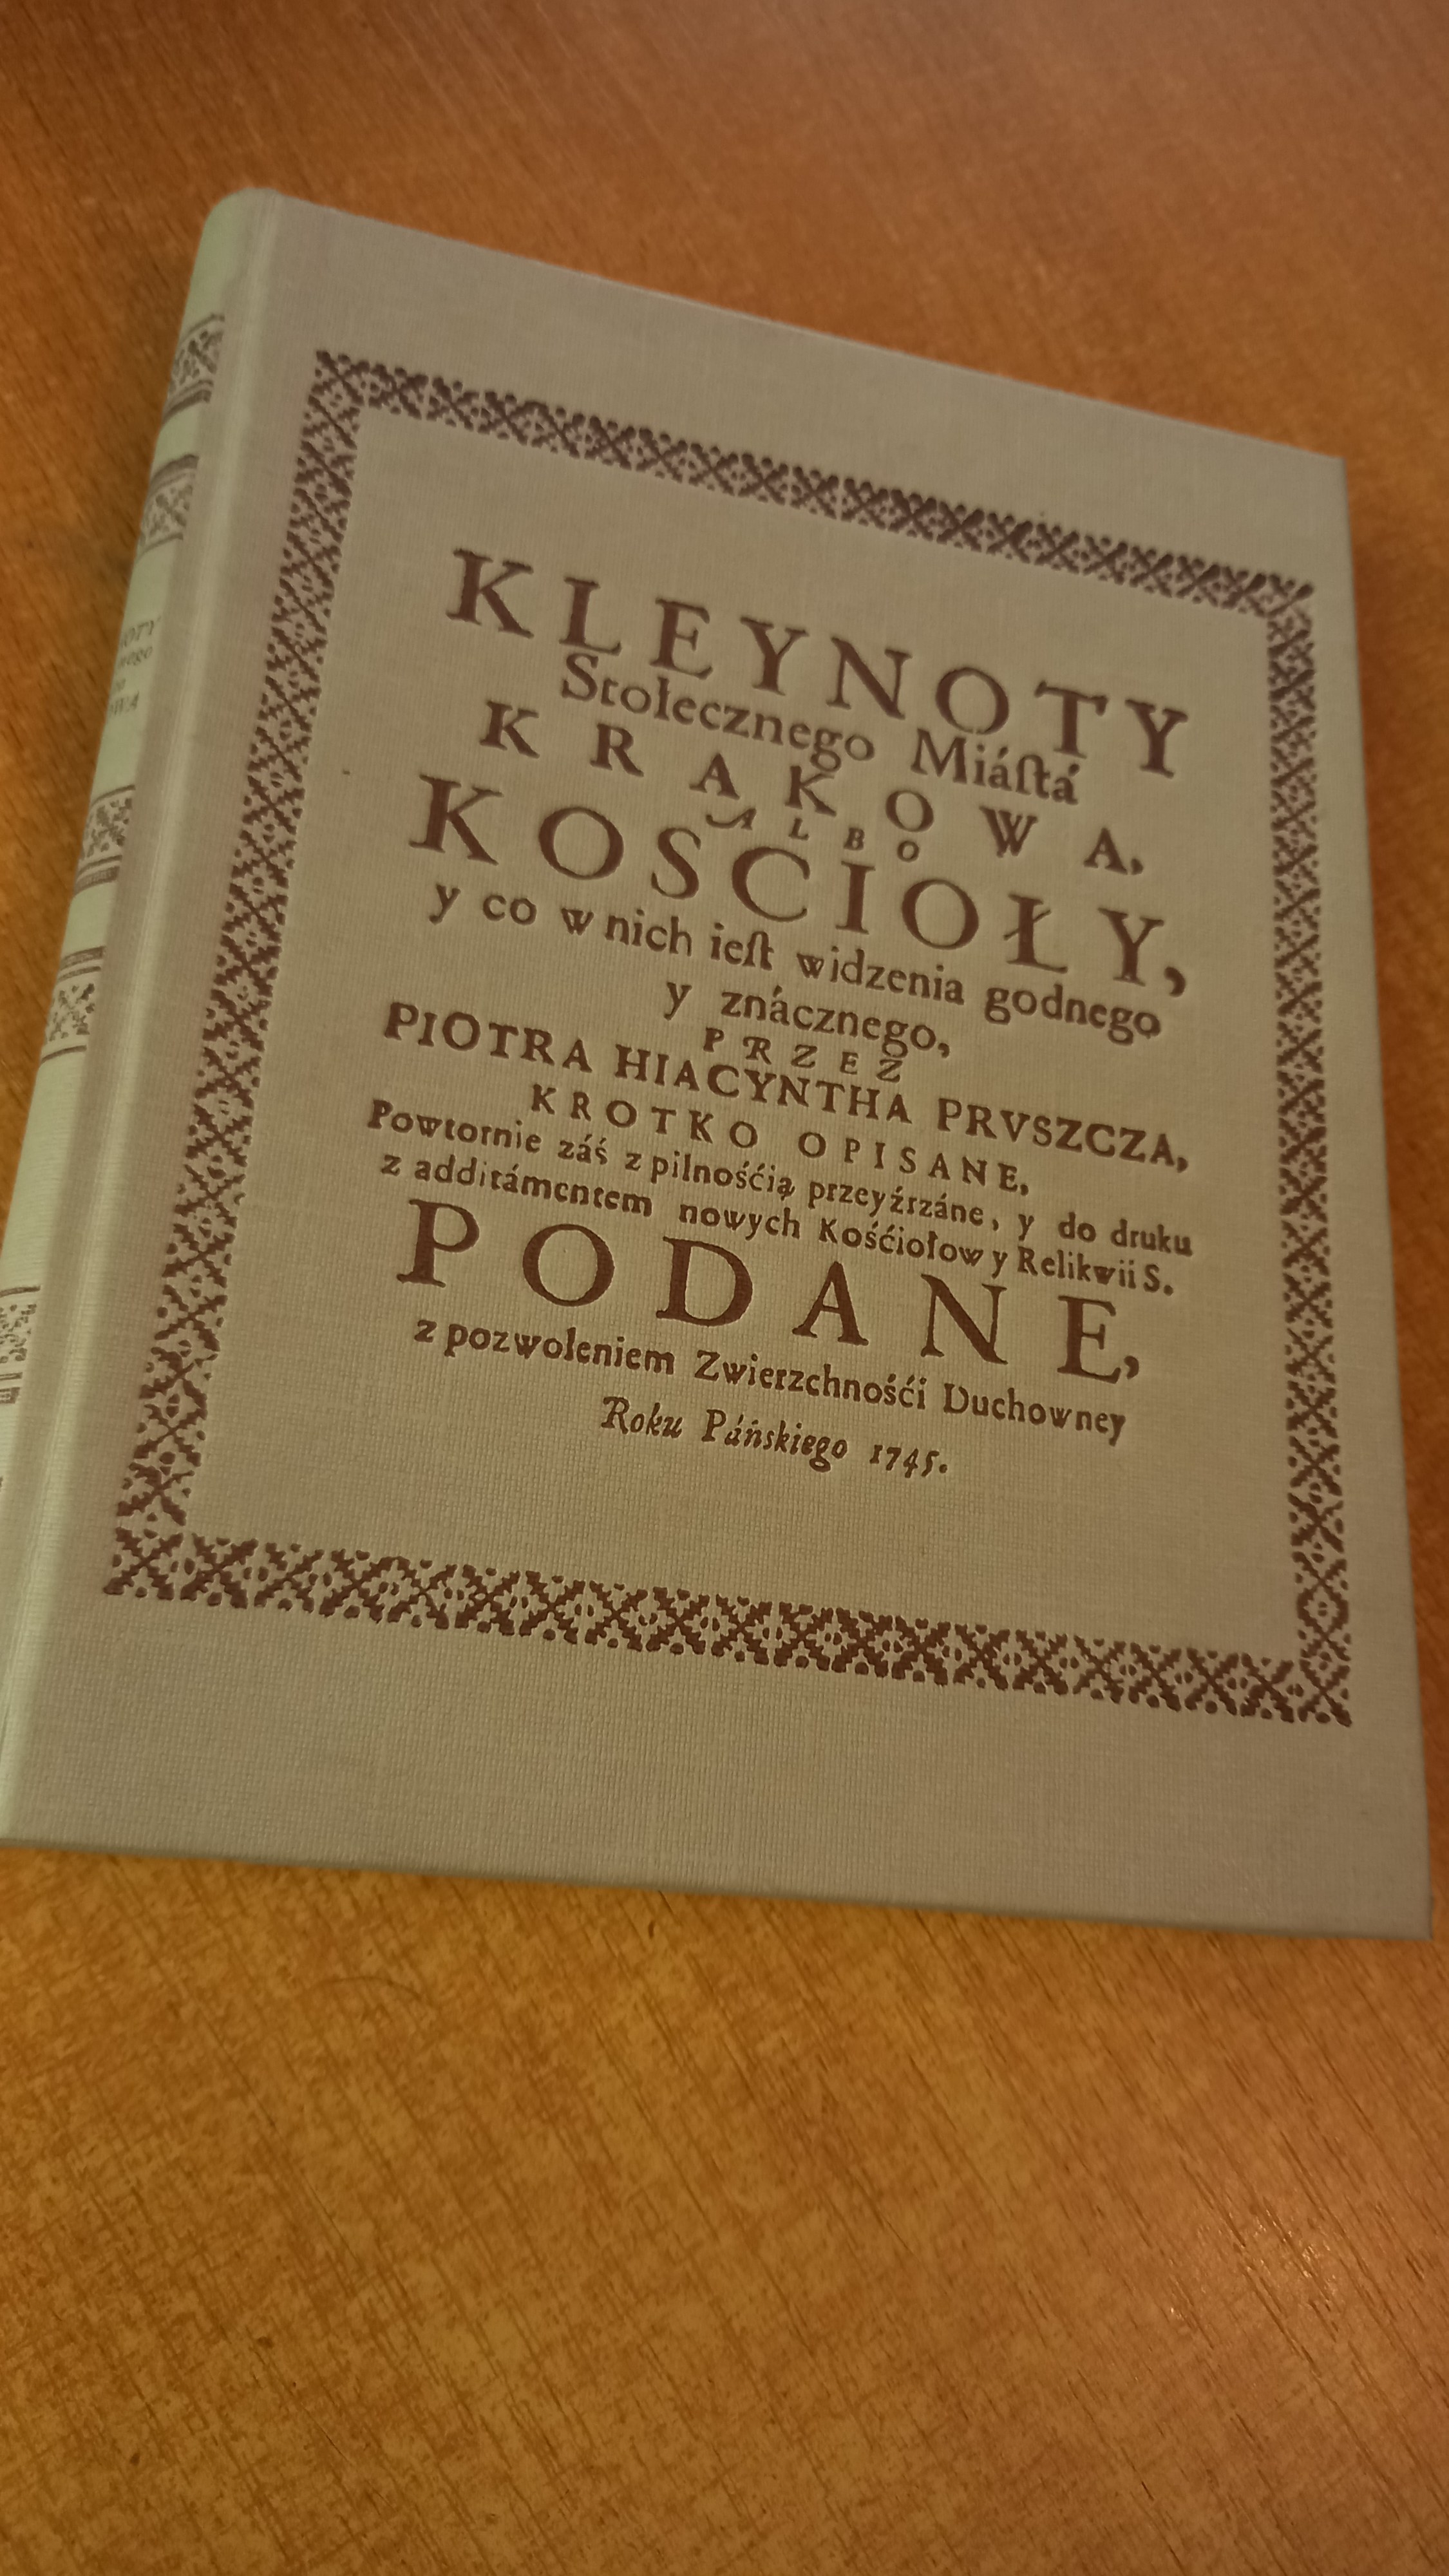 KLEYNOTY
Stołecznego Miáſtá
KRAKOWA,
ALBO
KOSCIOŁY,
y co w nich ieſt widzenia godnego
y znácznego,
PRZEZ
PIOTRA HIACYNTHA PRVSZCZA,
KROTKO OPISANE,
Powtornie záś z pilnośćią przeyźrzáne, y do druku
z additámentem nowych Kośćiołow y Relikwii S.
PODANE,
z pozwoleniem Zwierzchnośći Duchowney
Roku Páńskiego 1745.